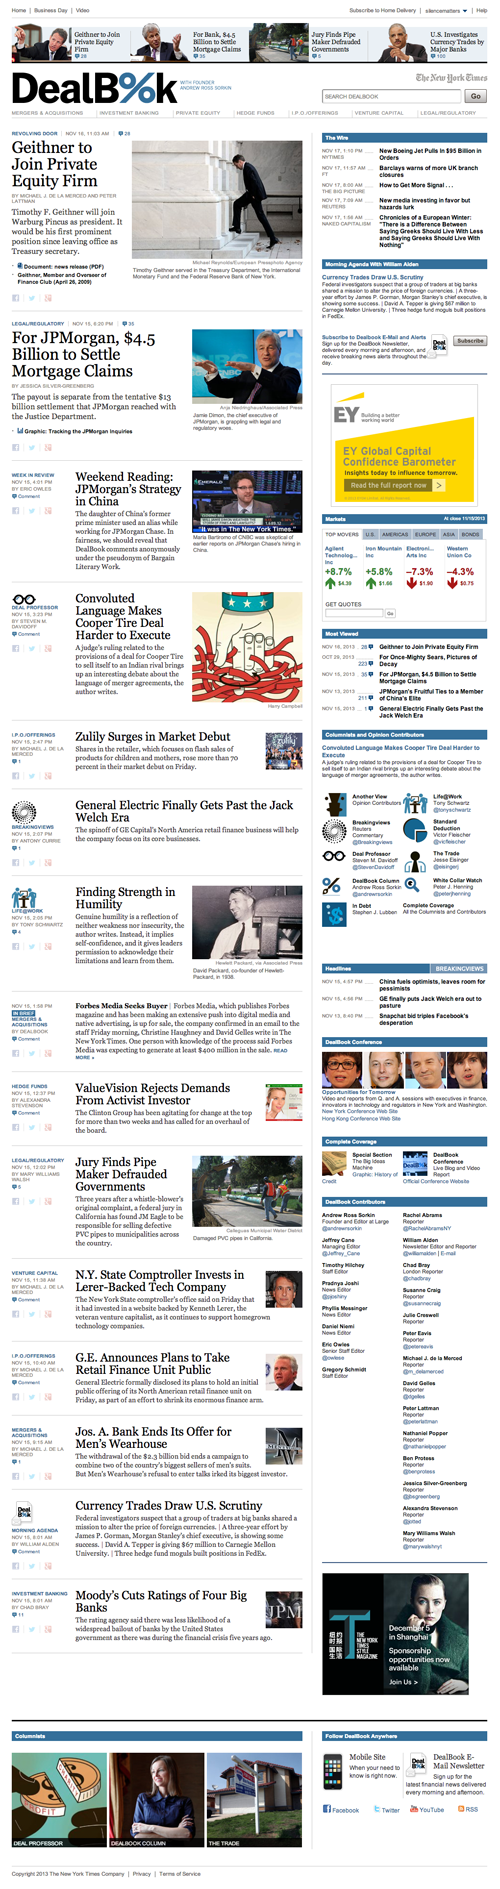 Home | Business Day | Video
Subscribe to Home Delivery | silencematters | Help
Geithner to
Join Private
Equity Firm
28
For Bank, $4.5
Billion to Settle
Mortgage Claims
35
Jury Finds Pipe
Maker Defrauded
Governments
5
U.S. Investigates
Currency Trades by
Major Banks
100
DealB%k
WITH FOUNDER
ANDREW ROSS SORKIN
The New York Times
SEARCH DEALBOOK
Go
MERGERS & ACQUISITIONS | INVESTMENT BANKING | PRIVATE EQUITY | HEDGE FUNDS | I.P.O./OFFERINGS | VENTURE CAPITAL | LEGAL/REGULATORY
REVOLVING DOOR | NOV 16, 11:03 AM | 28
Geithner to
Join Private
Equity Firm
BY MICHAEL J. DE LA MERCED AND PETER
LATTMAN
Timothy F. Geithner will join
Warburg Pincus as president. It
would be his first prominent
position since leaving office as
Treasury secretary.
Document: news release (PDF)
Geithner, Member and Overseer of
Finance Club (April 26, 2009)
Michael Reynolds/European Pressphoto Agency
Timothy Geithner served in the Treasury Department, the International
Monetary Fund and the Federal Reserve Bank of New York.
LEGAL/REGULATORY | NOV 15, 6:23 PM | 35
For JPMorgan, $4.5
Billion to Settle
Mortgage Claims
BY JESSICA SILVER-GREENBERG
The payout is separate from the tentative $13
billion settlement that JPMorgan reached with
the Justice Department.
Graphic: Tracking the JPMorgan Inquiries
Anja Niedringhaus/Associated Press
Jamie Dimon, the chief executive of
JPMorgan, is grappling with legal and
regulatory woes.
WEEK IN REVIEW
NOV 15, 4:01 PM
BY ERIC OWLES
Comment
Weekend Reading:
JPMorgan's Strategy
in China
The daughter of China's former
prime minister used an alias while
working for JPMorgan Chase. In
fairness, we should reveal that
DealBook comments anonymously
under the pseudonym of Bargain
Literary Work.
"It was in The New York Times."
Maria Bartiromo of CNBC was skeptical of
earlier reports on JPMorgan Chase's hiring in
China.
DEAL PROFESSOR
NOV 15, 3:23 PM
BY STEVEN M.
DAVIDOFF
Comment
Convoluted
Language Makes
Cooper Tire Deal
Harder to Execute
A judge's ruling related to the
provisions of a deal for Cooper Tire
to sell itself to an Indian rival brings
up an interesting debate about the
language of merger agreements, the
author writes.
Harry Campbell
I.P.O./OFFERINGS
NOV 15, 2:47 PM
BY MICHAEL J. DE LA
MERCED
1
Zulily Surges in Market Debut
Shares in the retailer, which focuses on flash sales of
products for children and mothers, rose more than 70
percent in their market debut on Friday.
BREAKINGVIEWS
NOV 15, 2:07 PM
BY ANTONY CURRIE
1
General Electric Finally Gets Past the Jack
Welch Era
The spinoff of GE Capital's North America retail finance business will help
the company focus on its core businesses.
LIFE@WORK
NOV 15, 2:05 PM
BY TONY SCHWARTZ
4
Finding Strength in
Humility
Genuine humility is a reflection of
neither weakness nor insecurity, the
author writes. Instead, it implies
self-confidence, and it gives leaders
permission to acknowledge their
limitations and learn from them.
Hewlett Packard, via Associated Press
David Packard, co-founder of Hewlett-
Packard, in 1938.
NOV 15, 1:58 PM
IN BRIEF
MERGERS &
ACQUISITIONS
BY DEALBOOK
Comment
Forbes Media Seeks Buyer | Forbes Media, which publishes Forbes
magazine and has been making an extensive push into digital media and
native advertising, is up for sale, the company confirmed in an email to the
staff Friday morning, Christine Haughney and David Gelles write in The
New York Times. One person with knowledge of the process said Forbes
Media was expecting to generate at least $400 million in the sale. READ
MORE »
HEDGE FUNDS
NOV 15, 12:37 PM
BY ALEXANDRA
STEVENSON
Comment
ValueVision Rejects Demands
From Activist Investor
The Clinton Group has been agitating for change at the top
for more than two weeks and has called for an overhaul of
the board.
LEGAL/REGULATORY
NOV 15, 12:02 PM
BY MARY WILLIAMS
WALSH
5
Jury Finds Pipe
Maker Defrauded
Governments
Three years after a whistle-blower's
original complaint, a federal jury in
California has found JM Eagle to be
responsible for selling defective
PVC pipes to municipalities across
the country.
Calleguas Municipal Water District
Damaged PVC pipes in California.
VENTURE CAPITAL
NOV 15, 11:38 AM
BY MICHAEL J. DE LA
MERCED
Comment
N.Y. State Comptroller Invests in
Lerer-Backed Tech Company
The New York State comptroller's office said on Friday that
it had invested in a website backed by Kenneth Lerer, the
veteran venture capitalist, as it continues to support homegrown
technology companies.
I.P.O./OFFERINGS
NOV 15, 10:40 AM
BY MICHAEL J. DE LA
MERCED
Comment
G.E. Announces Plans to Take
Retail Finance Unit Public
General Electric formally disclosed its plans to hold an initial
public offering of its North American retail finance unit on
Friday, as part of an effort to shrink its enormous finance arm.
MERGERS &
ACQUISITIONS
NOV 15, 9:15 AM
BY MICHAEL J. DE LA
MERCED
1
Jos. A. Bank Ends Its Offer for
Men's Wearhouse
The withdrawal of the $2.3 billion bid ends a campaign to
combine two of the country's biggest sellers of men's suits.
But Men's Wearhouse's refusal to enter talks irked its biggest investor.
MORNING AGENDA
NOV 15, 8:01 AM
BY WILLIAM ALDEN
Comment
Currency Trades Draw U.S. Scrutiny
Federal investigators suspect that a group of traders at big banks shared a
mission to alter the price of foreign currencies. | A three-year effort by
James P. Gorman, Morgan Stanley's chief executive, is showing some
success. | David A. Tepper is giving $67 million to Carnegie Mellon
University. | Three hedge fund moguls built positions in FedEx.
INVESTMENT BANKING
NOV 15, 5:01 AM
BY CHAD BRAY
11
Moody's Cuts Ratings of Four Big
Banks
The rating agency said there was less likelihood of a
widespread bailout of banks by the United States
government as there was during the financial crisis five years ago.
The Wire
NOV 17, 1:10 PM
NYTIMES
New Boeing Jet Pulls In $95 Billion in
Orders
NOV 17, 11:57 AM
FT
Barclays warns of more UK branch
closures
NOV 17, 8:00 AM
THE BIG PICTURE
How to Get More Signal . . .
NOV 17, 7:09 AM
REUTERS
New media investing in favor but
hazards lurk
NOV 17, 1:56 AM
NAKED CAPITALISM
Chronicles of a European Winter:
"There is a Difference Between
Saying Greeks Should Live With Less
and Saying Greeks Should Live With
Nothing"
Morning Agenda With William Alden
Currency Trades Draw U.S. Scrutiny
Federal investigators suspect that a group of traders at big banks
shared a mission to alter the price of foreign currencies. | A three-
year effort by James P. Gorman, Morgan Stanley's chief executive, is
showing some success. | David A. Tepper is giving $67 million to
Carnegie Mellon University. | Three hedge fund moguls built positions
in FedEx.
Subscribe to DealBook E-Mail and Alerts
Sign up for the DealBook Newsletter,
delivered every morning and afternoon, and
receive breaking news alerts throughout the
day.
Subscribe
EY Building a better
working world
EY Global Capital
Confidence Barometer
Insights today to influence tomorrow.
Read the full report now >
Markets
At close 11/15/2013
TOP MOVERS U.S. AMERICAS EUROPE ASIA BONDS
Agilent
Technolog...
Inc
+8.7%
$4.39
Iron Mountain
Inc
+5.8%
$1.66
Electroni...
Arts Inc
−7.3%
$1.90
Western
Union Co
−4.3%
$0.75
GET QUOTES
Go
Most Viewed
NOV 16, 2013 28 Geithner to Join Private Equity Firm
OCT 29, 2013 223 For Once-Mighty Sears, Pictures of
Decay
NOV 15, 2013 35 For JPMorgan, $4.5 Billion to Settle
Mortgage Claims
NOV 13, 2013 211 JPMorgan's Fruitful Ties to a Member
of China's Elite
NOV 15, 2013 1 General Electric Finally Gets Past the
Jack Welch Era
Columnists and Opinion Contributors
Convoluted Language Makes Cooper Tire Deal Harder to
Execute
A judge's ruling related to the provisions of a deal for Cooper Tire to
sell itself to an Indian rival brings up an interesting debate about the
language of merger agreements, the author writes.
Another View
Opinion Contributors
Life@Work
Tony Schwartz
@tonyschwartz
Breakingviews
Reuters
Commentary
@Breakingviews
Standard
Deduction
Victor Fleischer
@vicfleischer
Deal Professor
Steven M. Davidoff
@StevenDavidoff
The Trade
Jesse Eisinger
@eisingerj
DealBook Column
Andrew Ross Sorkin
@andrewrsorkin
White Collar Watch
Peter J. Henning
@peterjhenning
In Debt
Stephen J. Lubben
Complete Coverage
All the Columnists and Contributors
Headlines
BREAKINGVIEWS
NOV 15, 4:57 PM China fuels optimists, leaves room for
pessimists
NOV 15, 4:56 PM GE finally puts Jack Welch era out to
pasture
NOV 15, 6:40 PM Snapchat bid triples Facebook's
desperation
DealBook Conference
Opportunities for Tomorrow
Video and reports from Q. and A. sessions with executives in finance,
innovators in technology and regulators in New York and Washington.
New York Conference Web Site
Hong Kong Conference Web Site
Complete Coverage
Special Section
The Big Ideas
Machine
Graphic: History of
Credit
DealBook
Conference
Live Blog and Video
Report
Official Conference Website
DealBook Contributors
Andrew Ross Sorkin
Founder and Editor at Large
@andrewrsorkin
Jeffrey Cane
Managing Editor
@Jeffrey_Cane
Timothy Hilchey
Staff Editor
Pradnya Joshi
News Editor
@pjoshiny
Phyllis Messinger
News Editor
Daniel Niemi
News Editor
Eric Owles
Senior Staff Editor
@owlese
Gregory Schmidt
Staff Editor
Rachel Abrams
Reporter
@RachelAbramsNY
William Alden
Newsletter Editor and Reporter
@williamalden | E-mail
Chad Bray
London Reporter
@chadbray
Susanne Craig
Reporter
@susannecraig
Julie Creswell
Reporter
Peter Eavis
Reporter
@petereavis
Michael J. de la Merced
Reporter
@m_delamerced
David Gelles
Reporter
@dgelles
Peter Lattman
Reporter
@peterlattman
Nathaniel Popper
Reporter
@nathanielpopper
Ben Protess
Reporter
@benprotess
Jessica Silver-Greenberg
Reporter
@jbsgreenberg
Alexandra Stevenson
Reporter
@jotted
Mary Williams Walsh
Reporter
@marywalshnyt
T
THE
NEW YORK
TIMES
STYLE
MAGAZINE
December 5
in Shanghai
Sponsorship
opportunities now
available
Join Us >
Columnists
DEAL PROFESSOR
DEALBOOK COLUMN
THE TRADE
Follow DealBook Anywhere
Mobile Site
When your need to
know is right now.
DealBook E-
Mail Newsletter
Sign up for the
latest financial news delivered
every morning and afternoon.
Facebook Twitter YouTube RSS
Copyright 2013 The New York Times Company | Privacy | Terms of Service